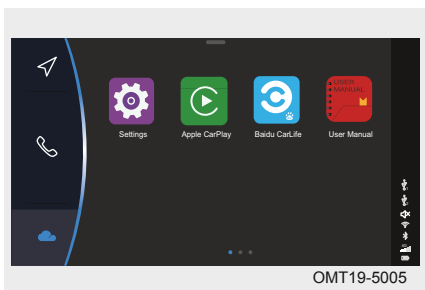 USER
MANUAL
Settings
Apple CarPlay
Baidu CarLife
User Manual
OMT19-5005